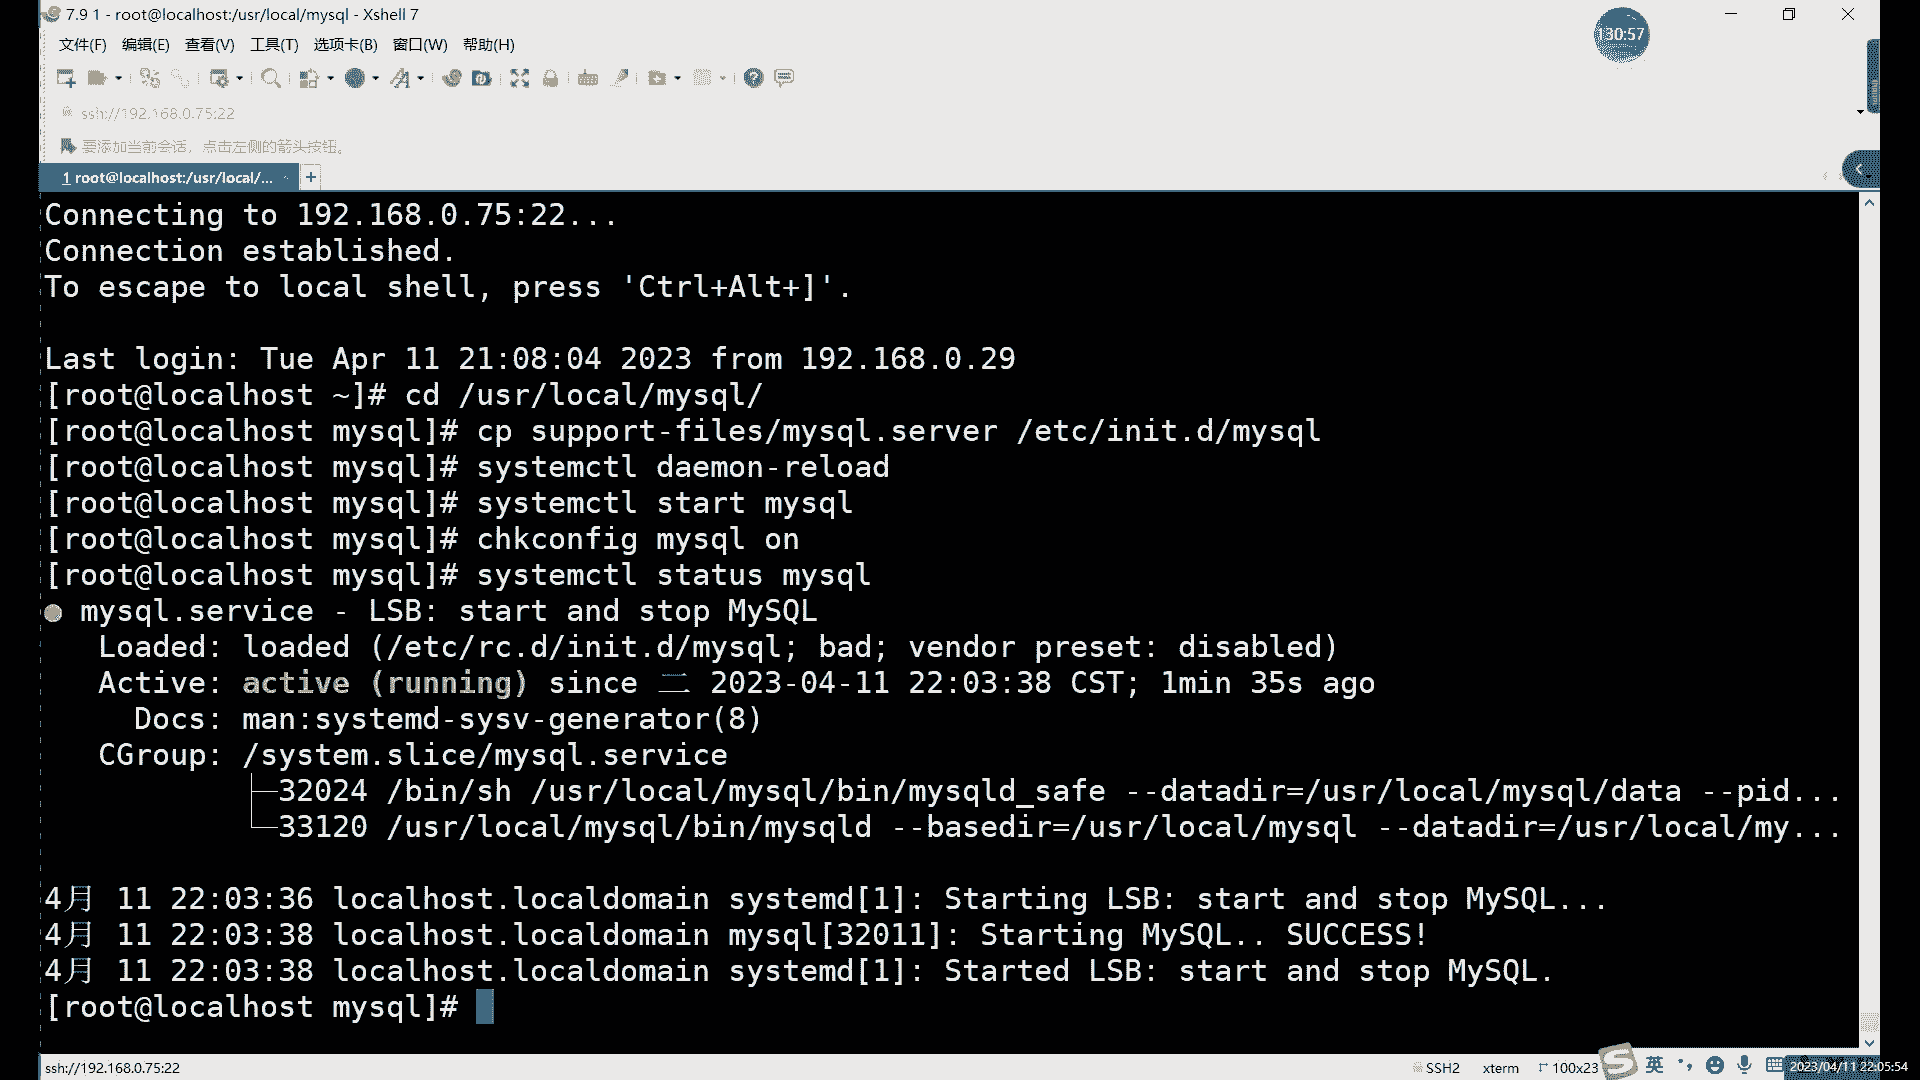 7.9 1 - root@localhost:/usr/local/mysql - Xshell 7
130:57
文件(F) 编辑(E) 查看(V) 工具(T) 选项卡(B) 窗口(W) 帮助(H)
ssh://192.168.0.75:22
要添加当前会话，点击左侧的箭头按钮。
1 root@localhost:/usr/local/... +
Connecting to 192.168.0.75:22...
Connection established.
To escape to local shell, press 'Ctrl+Alt+]'.
Last login: Tue Apr 11 21:08:04 2023 from 192.168.0.29
[root@localhost ~]# cd /usr/local/mysql/
[root@localhost mysql]# cp support-files/mysql.server /etc/init.d/mysql
[root@localhost mysql]# systemctl daemon-reload
[root@localhost mysql]# systemctl start mysql
[root@localhost mysql]# chkconfig mysql on
[root@localhost mysql]# systemctl status mysql
● mysql.service - LSB: start and stop MySQL
Loaded: loaded (/etc/rc.d/init.d/mysql; bad; vendor preset: disabled)
Active: active (running) since 二 2023-04-11 22:03:38 CST; 1min 35s ago
Docs: man:systemd-sysv-generator(8)
CGroup: /system.slice/mysql.service
├─32024 /bin/sh /usr/local/mysql/bin/mysqld_safe --datadir=/usr/local/mysql/data --pid...
└─33120 /usr/local/mysql/bin/mysqld --basedir=/usr/local/mysql --datadir=/usr/local/my...
4月 11 22:03:36 localhost.localdomain systemd[1]: Starting LSB: start and stop MySQL...
4月 11 22:03:38 localhost.localdomain mysql[32011]: Starting MySQL.. SUCCESS!
4月 11 22:03:38 localhost.localdomain systemd[1]: Started LSB: start and stop MySQL.
[root@localhost mysql]#
ssh://192.168.0.75:22 SSH2 xterm 100x23 英 2023/04/11 22:05:54